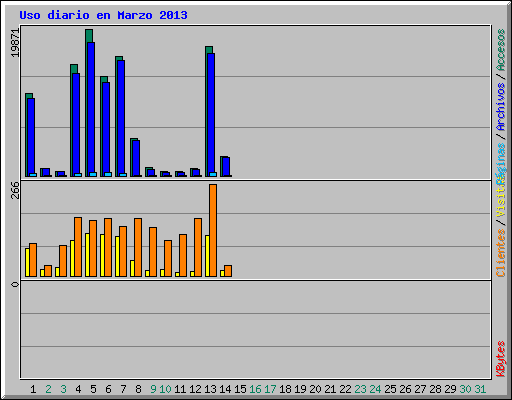 Uso diario en Marzo 2013
19871
266
0
Accesos / Archivos / Páginas
Visitas / Clientes
KBytes
1 2 3 4 5 6 7 8 9 10 11 12 13 14 15 16 17 18 19 20 21 22 23 24 25 26 27 28 29 30 31